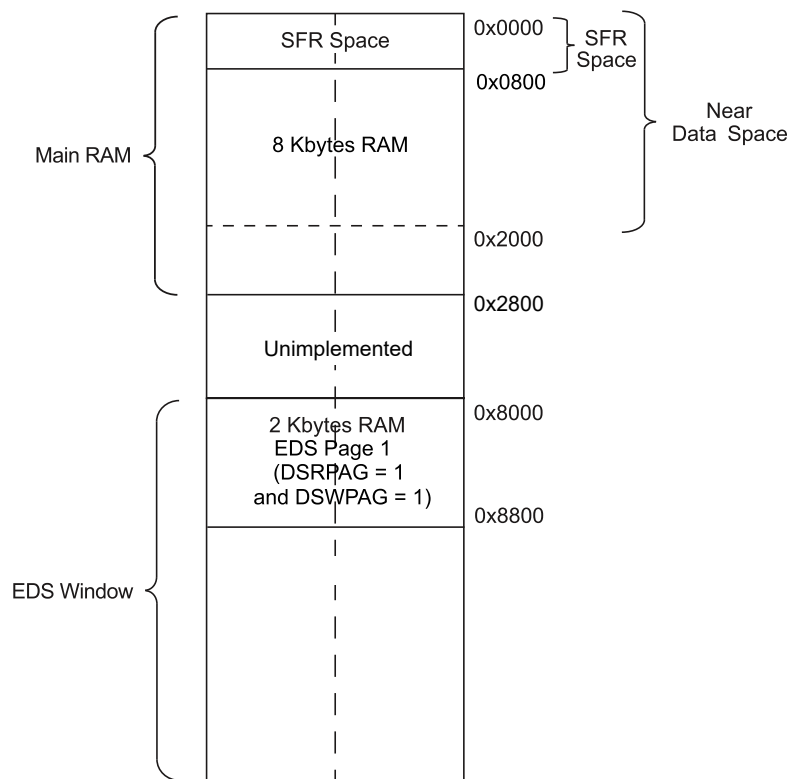 SFR Space
0x0000
SFR
Space
0x0800
Near
Data Space
Main RAM
8 Kbytes RAM
0x2000
0x2800
Unimplemented
0x8000
2 Kbytes RAM
EDS Page 1
(DSRPAG = 1
and DSWPAG = 1)
0x8800
EDS Window